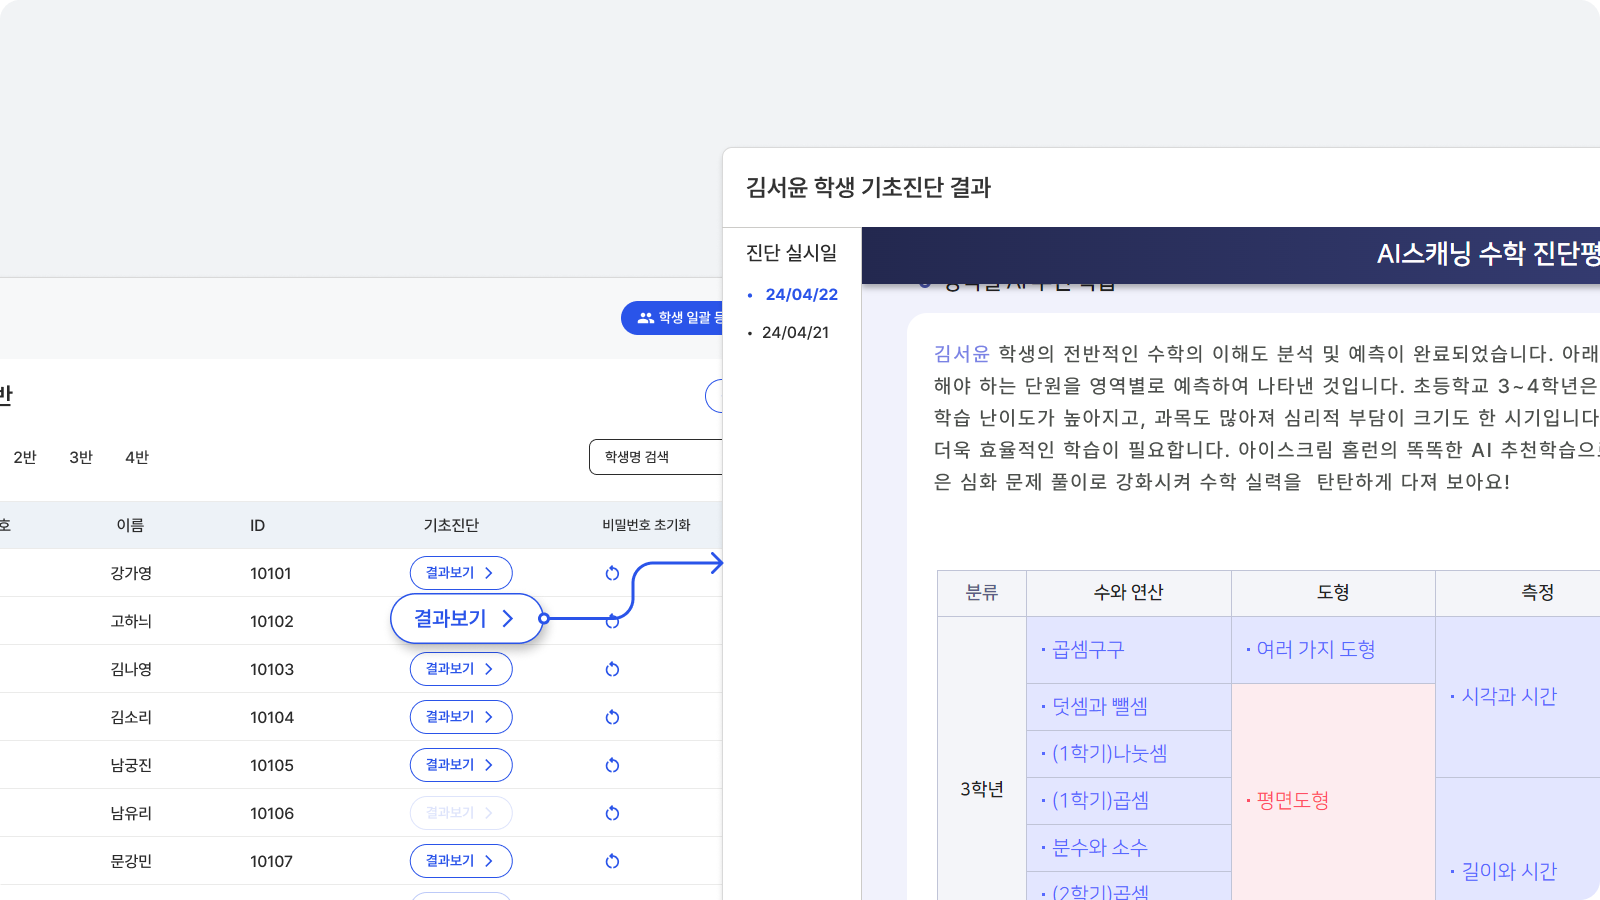 김서윤 학생 기초진단 결과
진단 실시일
• 24/04/22
• 24/04/21
AI스캐닝 수학 진단평
김서윤 학생의 전반적인 수학의 이해도 분석 및 예측이 완료되었습니다. 아래
해야 하는 단원을 영역별로 예측하여 나타낸 것입니다. 초등학교 3~4학년은
학습 난이도가 높아지고, 과목도 많아져 심리적 부담이 크기도 한 시기입니다
더욱 효율적인 학습이 필요합니다. 아이스크림 홈런의 똑똑한 AI 추천학습으로
은 심화 문제 풀이로 강화시켜 수학 실력을 탄탄하게 다져 보아요!
분류 수와 연산 도형 측정
3학년
· 곱셈구구
· 덧셈과 뺄셈
· (1학기)나눗셈
· (1학기)곱셈
· 분수와 소수
· (2학기)곱셈
· 여러 가지 도형
· 평면도형
· 시각과 시간
· 길이와 시간
학생 일괄 등
반
2반 3반 4반
학생명 검색
호 이름 ID 기초진단 비밀번호 초기화
강가영 10101 결과보기
고하늬 10102 결과보기
김나영 10103 결과보기
김소리 10104 결과보기
남궁진 10105 결과보기
남유리 10106 결과보기
문강민 10107 결과보기